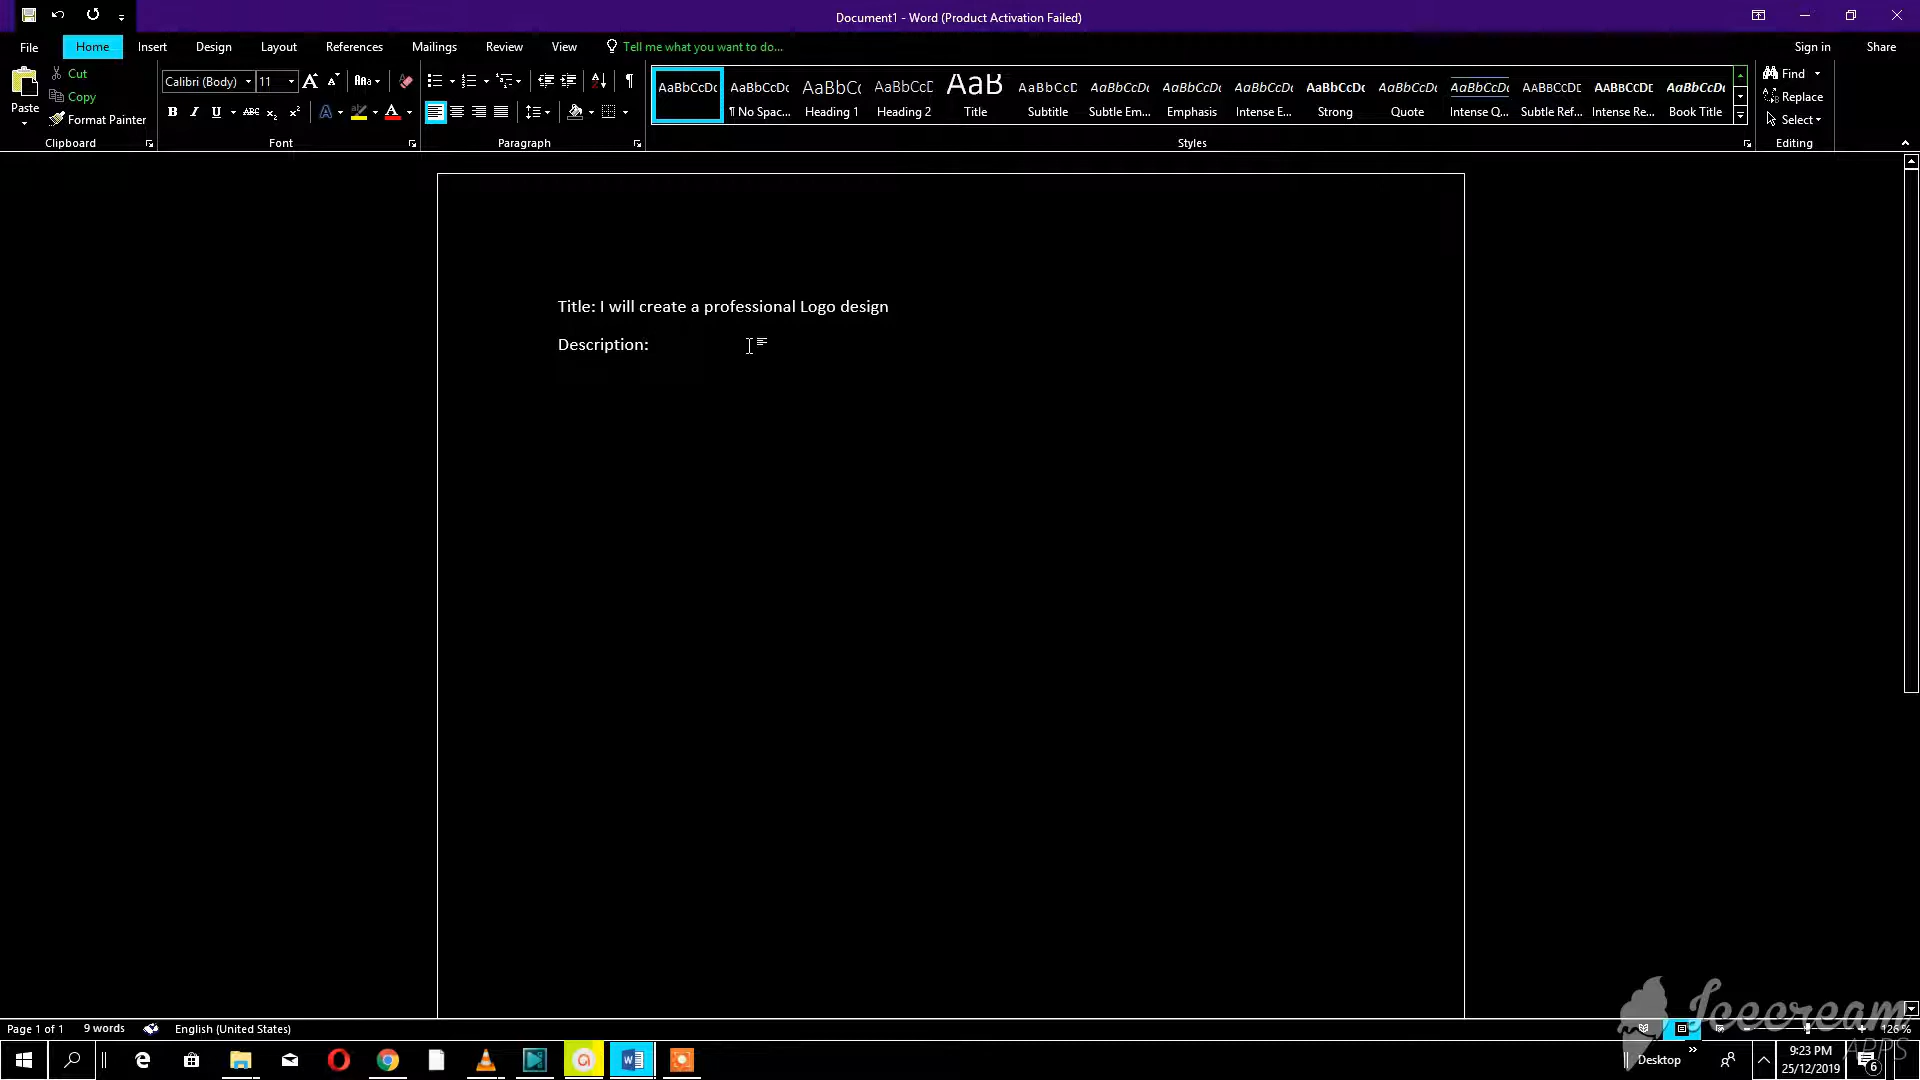 Document1 - Word (Product Activation Failed)
File Home Insert Design Layout References Mailings Review View Tell me what you want to do... Sign in Share
Paste
Cut
Copy
Format Painter
Clipboard
Calibri (Body) 11
Font
Paragraph
AaBbCcDc AaBbCcDc AaBbCc AaBbCcD AaB AaBbCcD AaBbCcDc AaBbCcDc AaBbCcDc AaBbCcDc AaBbCcDc AaBbCcDc AABBCCDE AABBCCDE AaBbCcDc
¶ No Spac... Heading 1 Heading 2 Title Subtitle Subtle Em... Emphasis Intense E... Strong Quote Intense Q... Subtle Ref... Intense Re... Book Title
Styles
Find
Replace
Select
Editing
Title: I will create a professional Logo design
Description:
Page 1 of 1 9 words English (United States) 126 %
Icecream
APPS
Desktop
9:23 PM
25/12/2019
6